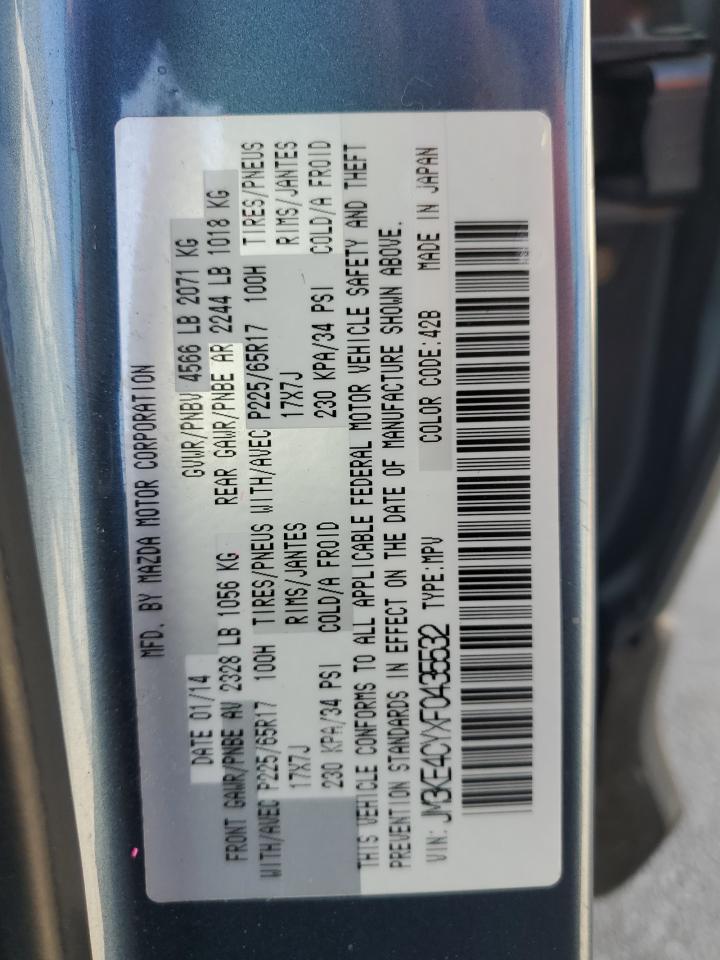 MFD. BY MAZDA MOTOR CORPORATION
DATE 01/14 GVWR/PNBV 4566 LB 2071 KG
FRONT GAWR/PNBE AV 2328 LB 1056 KG REAR GAWR/PNBE AR 2244 LB 1018 KG
WITH/AVEC P225/65R17 100H TIRES/PNEUS WITH/AVEC P225/65R17 100H TIRES/PNEUS
17X7J RIMS/JANTES 17X7J RIMS/JANTES
230 KPA/34 PSI COLD/A FROID 230 KPA/34 PSI COLD/A FROID
THIS VEHICLE CONFORMS TO ALL APPLICABLE FEDERAL MOTOR VEHICLE SAFETY AND THEFT
PREVENTION STANDARDS IN EFFECT ON THE DATE OF MANUFACTURE SHOWN ABOVE.
VIN: JM3KE4CYXF0435532 TYPE:MPV COLOR CODE:42B MADE IN JAPAN